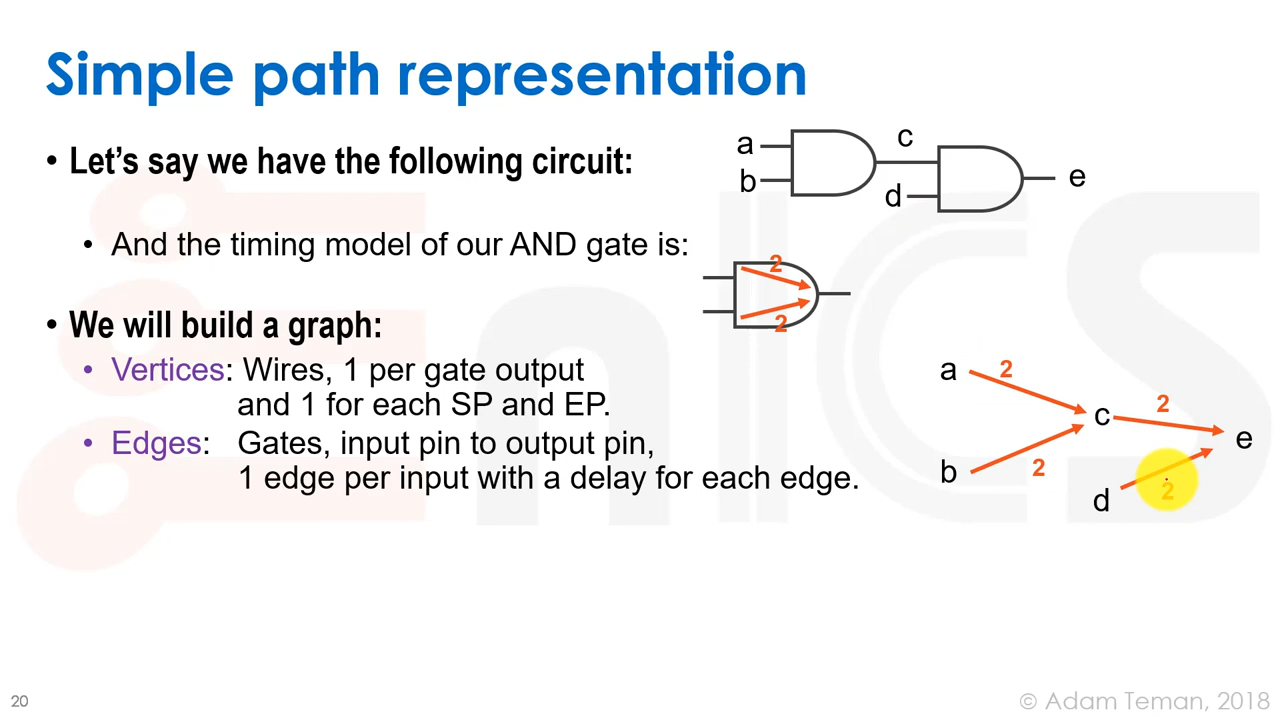 Simple path representation
• Let's say we have the following circuit:
a
b
c
d
e
• And the timing model of our AND gate is:
2
2
• We will build a graph:
• Vertices: Wires, 1 per gate output
and 1 for each SP and EP.
• Edges: Gates, input pin to output pin,
1 edge per input with a delay for each edge.
a
2
c
2
e
b
2
d
2
nICS
20
© Adam Teman, 2018